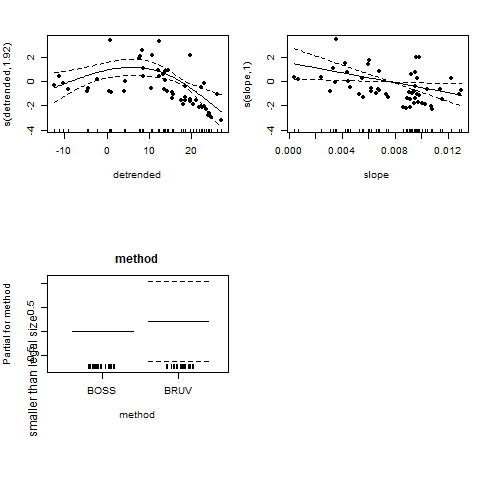 s(detrended,1.92)
-4 -2 0 2
-10 0 10 20
detrended
s(slope,1)
-4 -2 0 2
0.000 0.004 0.008 0.012
slope
method
Partial for method
smaller than legal size
0.5
BOSS BRUV
method